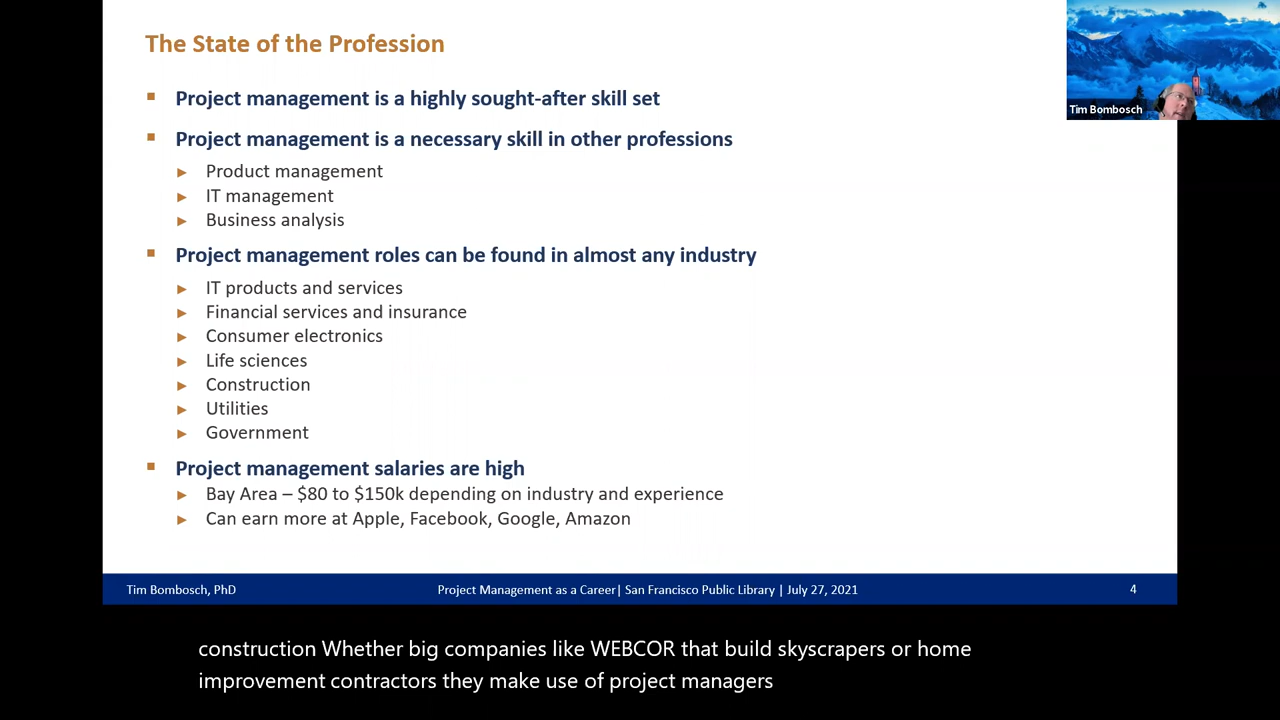 The State of the Profession
Project management is a highly sought-after skill set
Project management is a necessary skill in other professions
Product management
IT management
Business analysis
Project management roles can be found in almost any industry
IT products and services
Financial services and insurance
Consumer electronics
Life sciences
Construction
Utilities
Government
Project management salaries are high
Bay Area – $80 to $150k depending on industry and experience
Can earn more at Apple, Facebook, Google, Amazon
Tim Bombosch
Tim Bombosch, PhD
Project Management as a Career| San Francisco Public Library | July 27, 2021
4
construction Whether big companies like WEBCOR that build skyscrapers or home
improvement contractors they make use of project managers